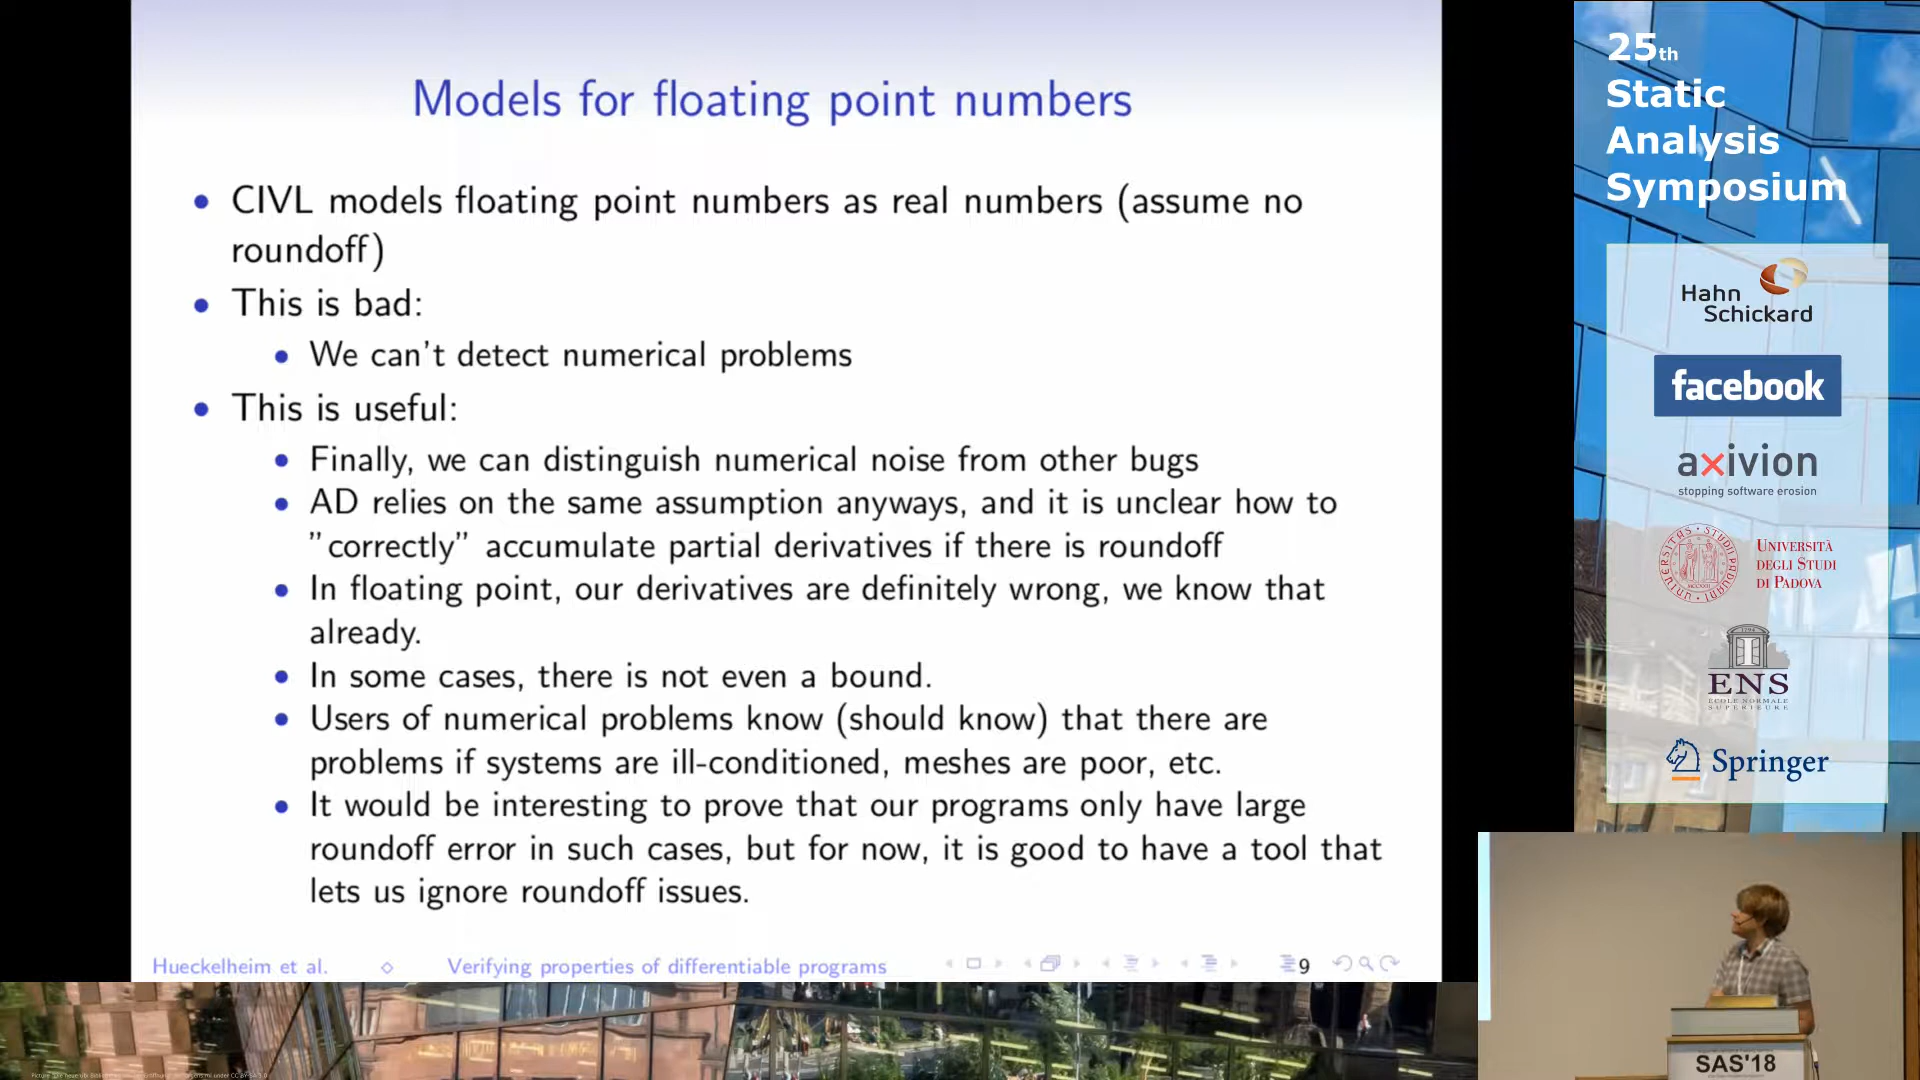 Models for floating point numbers
• CIVL models floating point numbers as real numbers (assume no
roundoff)
• This is bad:
• We can't detect numerical problems
• This is useful:
• Finally, we can distinguish numerical noise from other bugs
• AD relies on the same assumption anyways, and it is unclear how to
"correctly" accumulate partial derivatives if there is roundoff
• In floating point, our derivatives are definitely wrong, we know that
already.
• In some cases, there is not even a bound.
• Users of numerical problems know (should know) that there are
problems if systems are ill-conditioned, meshes are poor, etc.
• It would be interesting to prove that our programs only have large
roundoff error in such cases, but for now, it is good to have a tool that
lets us ignore roundoff issues.
Hueckelheim et al. ◇ Verifying properties of differentiable programs 9
25th
Static
Analysis
Symposium
Hahn
Schickard
facebook
axivion
stopping software erosion
UNIVERSITÀ
DEGLI STUDI
DI PADOVA
ENS
ÉCOLE NORMALE
SUPÉRIEURE
Springer
SAS'18